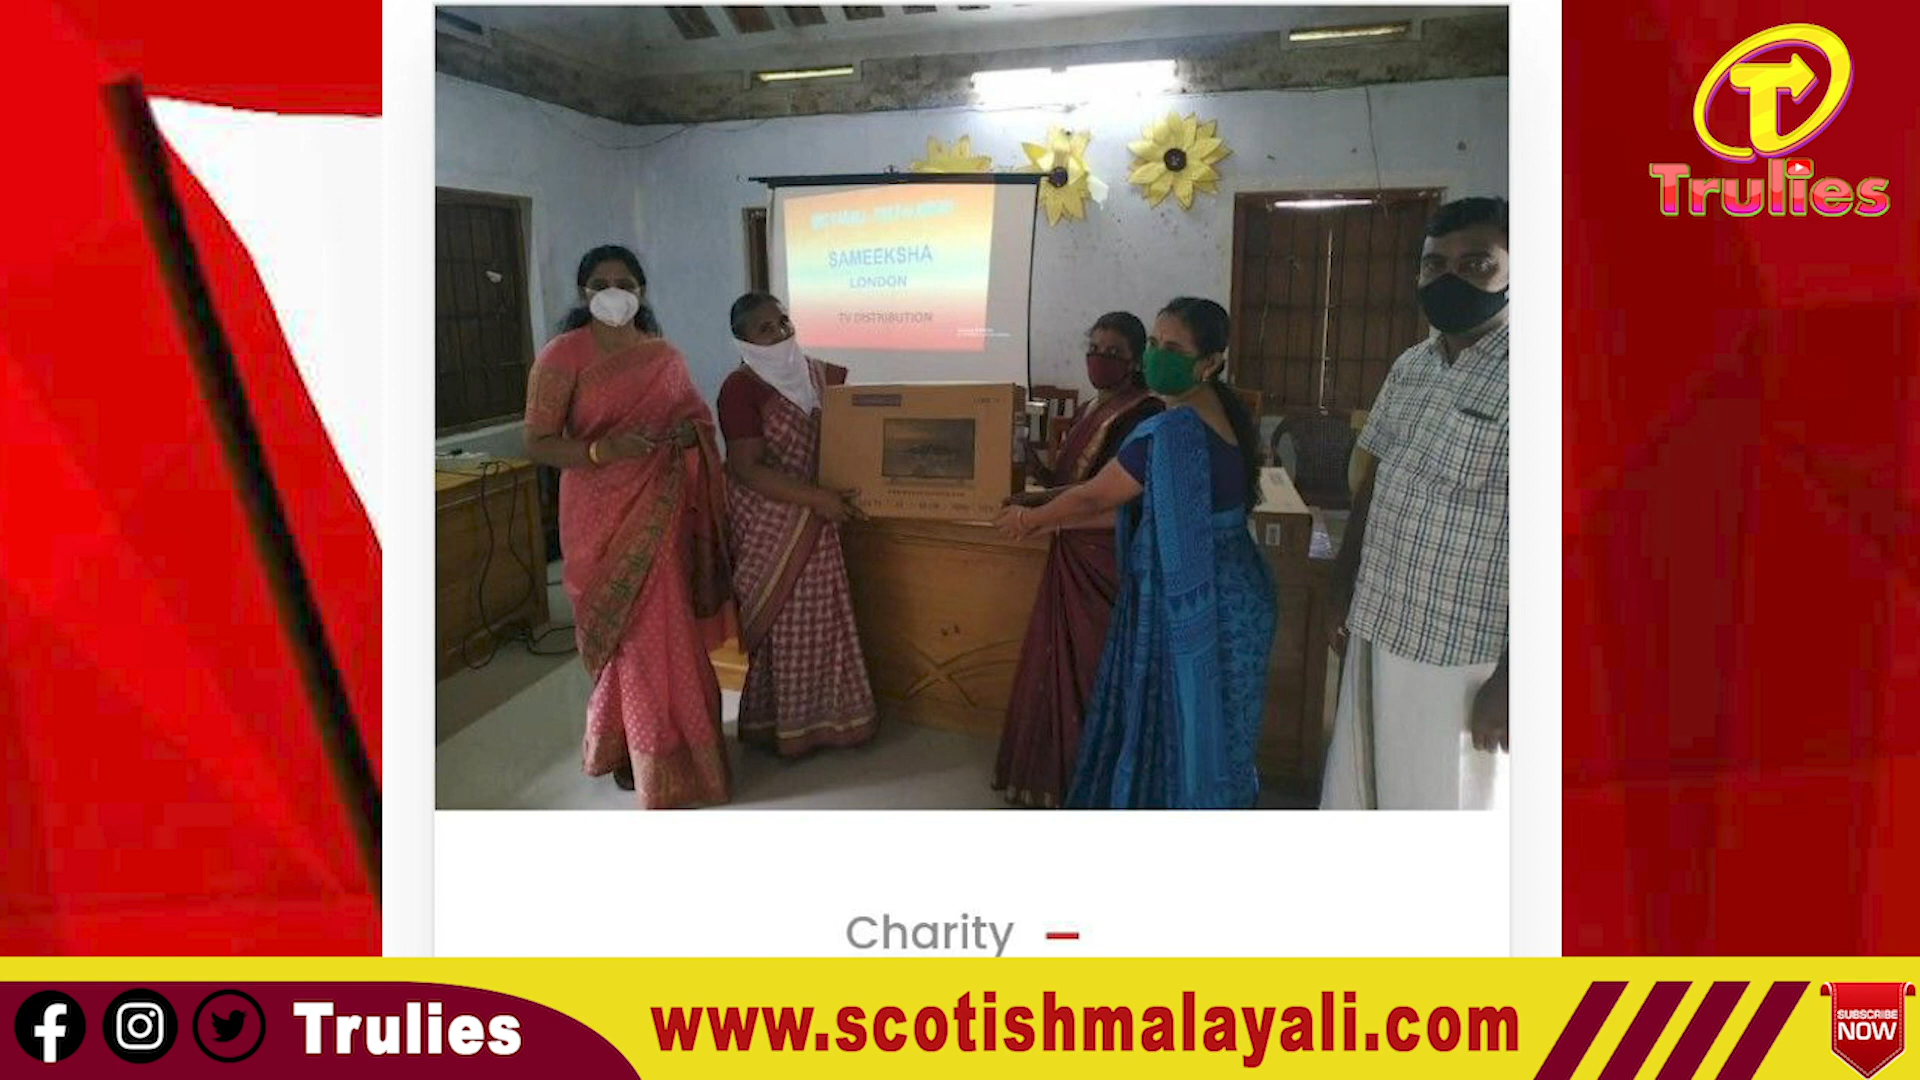 Trulies
SAMEEKSHA
LONDON
TV DISTRIBUTION
Charity
Trulies
www.scotishmalayali.com
SUBSCRIBE
NOW